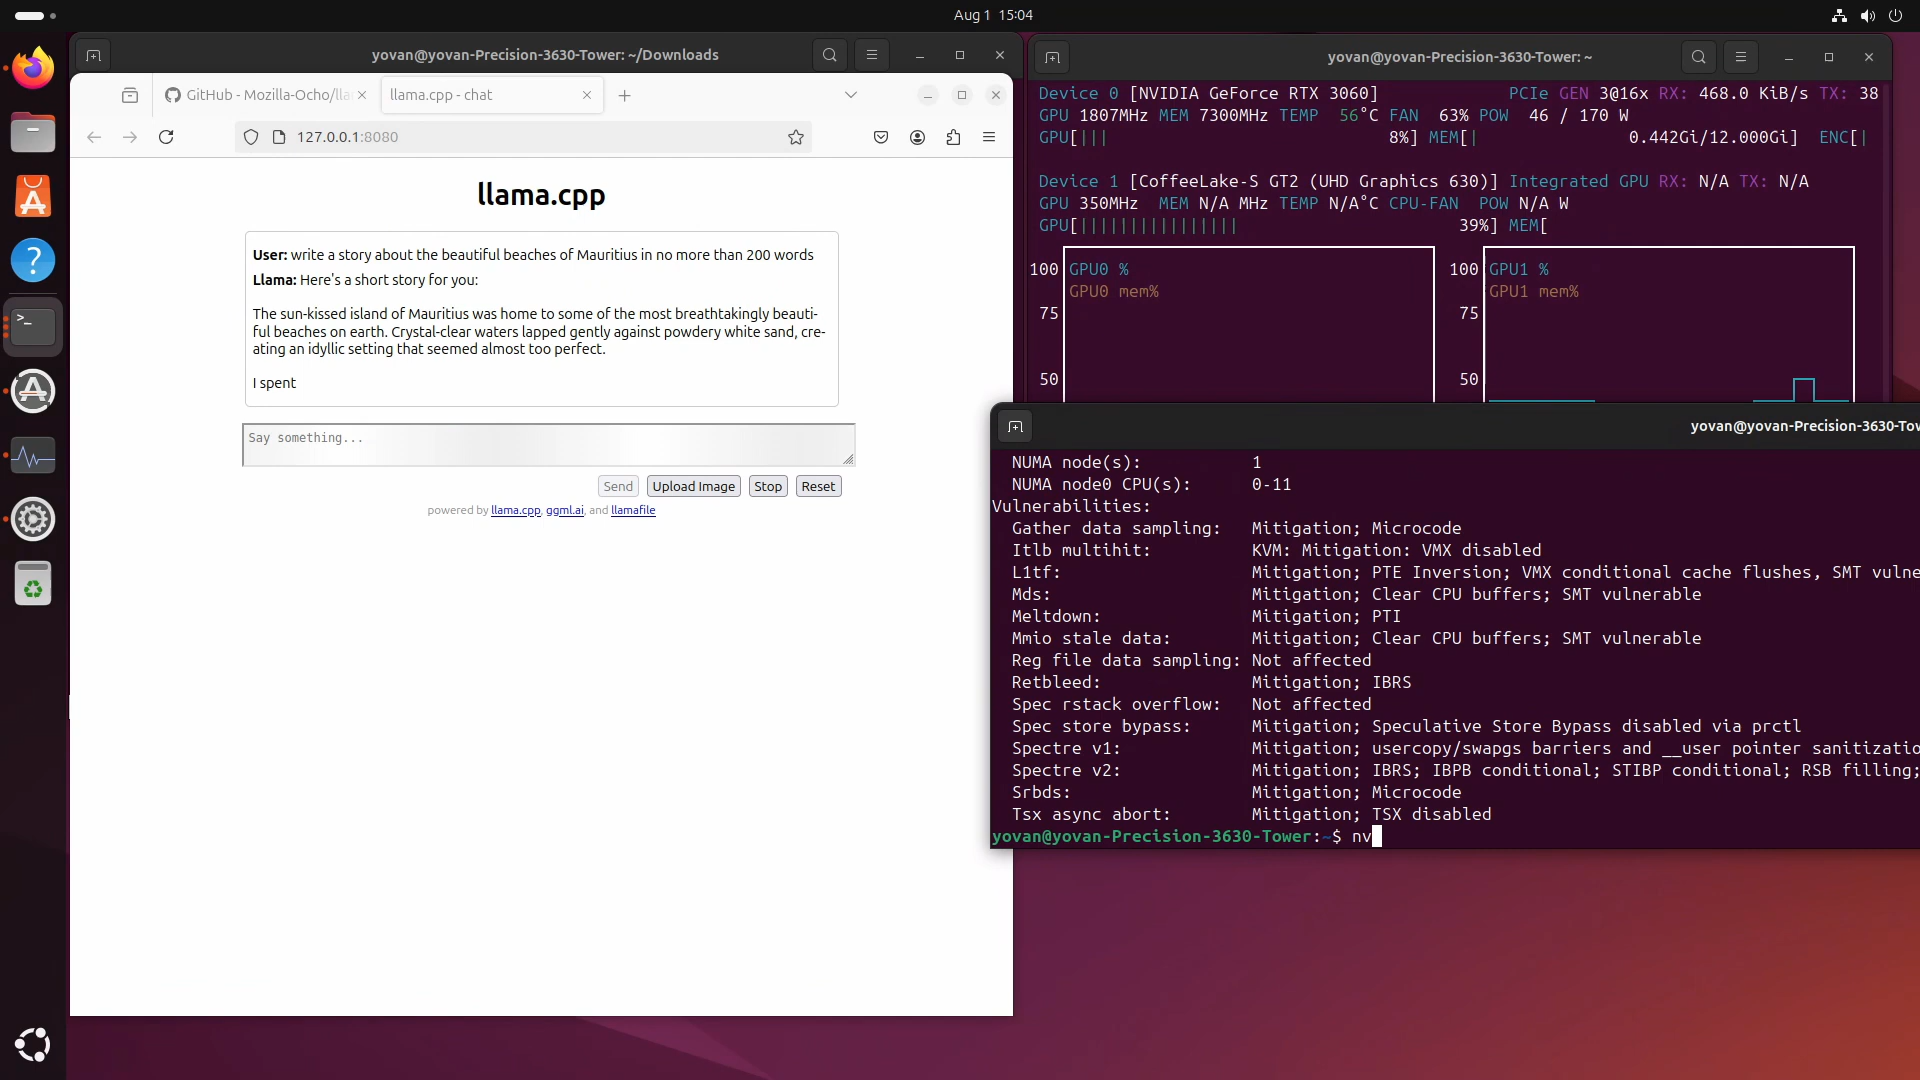 Aug 1 15:04
yovan@yovan-Precision-3630-Tower: ~/Downloads
GitHub - Mozilla-Ocho/lla
llama.cpp - chat
127.0.0.1:8080
llama.cpp
User: write a story about the beautiful beaches of Mauritius in no more than 200 words
Llama: Here's a short story for you:
The sun-kissed island of Mauritius was home to some of the most breathtakingly beauti-
ful beaches on earth. Crystal-clear waters lapped gently against powdery white sand, cre-
ating an idyllic setting that seemed almost too perfect.
I spent
Say something...
Send Upload Image Stop Reset
powered by llama.cpp, ggml.ai, and llamafile
yovan@yovan-Precision-3630-Tower: ~
Device 0 [NVIDIA GeForce RTX 3060] PCIe GEN 3@16x RX: 468.0 KiB/s TX: 38
GPU 1807MHz MEM 7300MHz TEMP 56°C FAN 63% POW 46 / 170 W
GPU[||| 8%] MEM[| 0.442Gi/12.000Gi] ENC[|
Device 1 [CoffeeLake-S GT2 (UHD Graphics 630)] Integrated GPU RX: N/A TX: N/A
GPU 350MHz MEM N/A MHz TEMP N/A°C CPU-FAN POW N/A W
GPU[|||||||||||||||| 39%] MEM[
100 GPU0 %
GPU0 mem%
75
50
100 GPU1 %
GPU1 mem%
75
50
yovan@yovan-Precision-3630-Tow
NUMA node(s): 1
NUMA node0 CPU(s): 0-11
Vulnerabilities:
Gather data sampling: Mitigation; Microcode
Itlb multihit: KVM: Mitigation: VMX disabled
L1tf: Mitigation; PTE Inversion; VMX conditional cache flushes, SMT vulne
Mds: Mitigation; Clear CPU buffers; SMT vulnerable
Meltdown: Mitigation; PTI
Mmio stale data: Mitigation; Clear CPU buffers; SMT vulnerable
Reg file data sampling: Not affected
Retbleed: Mitigation; IBRS
Spec rstack overflow: Not affected
Spec store bypass: Mitigation; Speculative Store Bypass disabled via prctl
Spectre v1: Mitigation; usercopy/swapgs barriers and __user pointer sanitizatio
Spectre v2: Mitigation; IBRS; IBPB conditional; STIBP conditional; RSB filling;
Srbds: Mitigation; Microcode
Tsx async abort: Mitigation; TSX disabled
yovan@yovan-Precision-3630-Tower:~$ nv